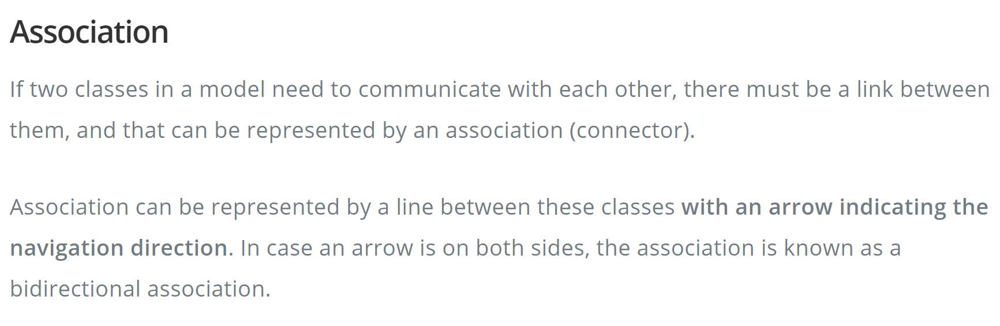 Association
If two classes in a model need to communicate with each other, there must be a link between
them, and that can be represented by an association (connector).
Association can be represented by a line between these classes with an arrow indicating the
navigation direction. In case an arrow is on both sides, the association is known as a
bidirectional association.